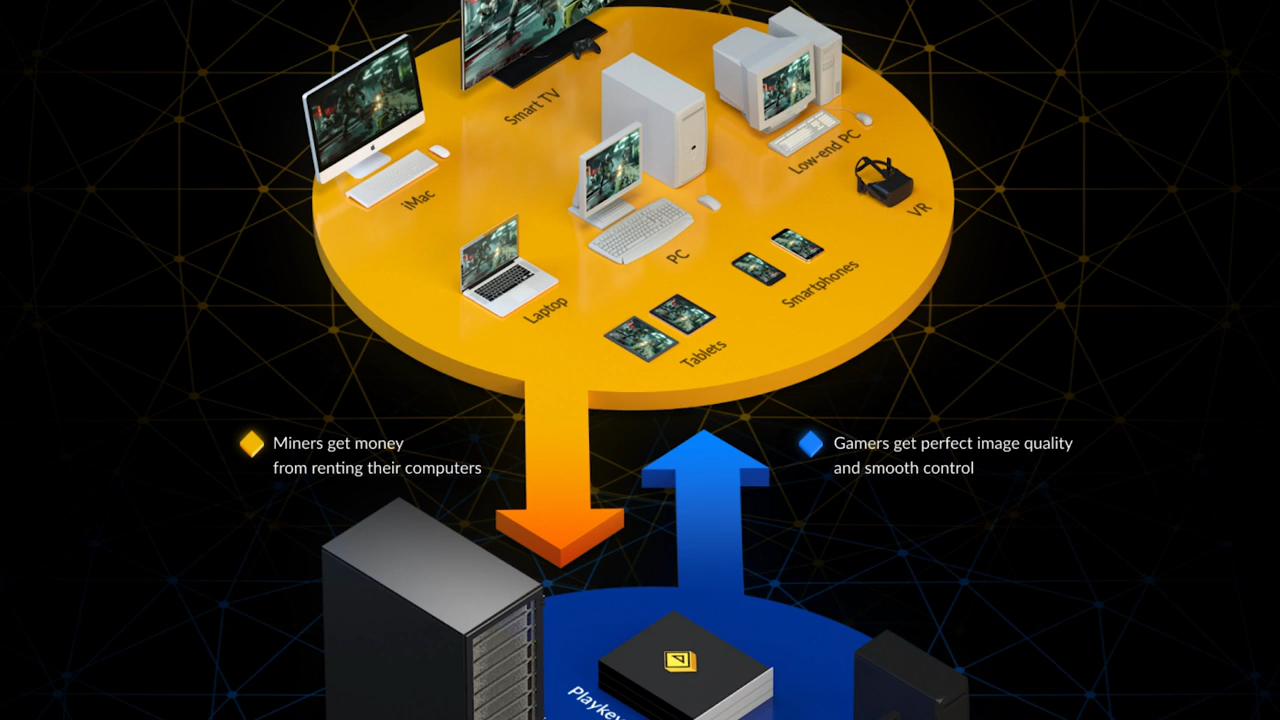 Smart TV
Low-end PC
iMac
VR
PC
Smartphones
Laptop
Tablets
Miners get money
from renting their computers
Gamers get perfect image quality
and smooth control
Playkey